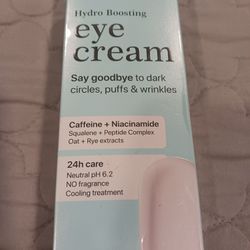 Hydro Boosting
eye
cream
Say goodbye to dark
circles, puffs & wrinkles
Caffeine + Niacinamide
Squalene + Peptide Complex
Oat + Rye extracts
24h care
Neutral pH 6.2
NO fragrance
Cooling treatment